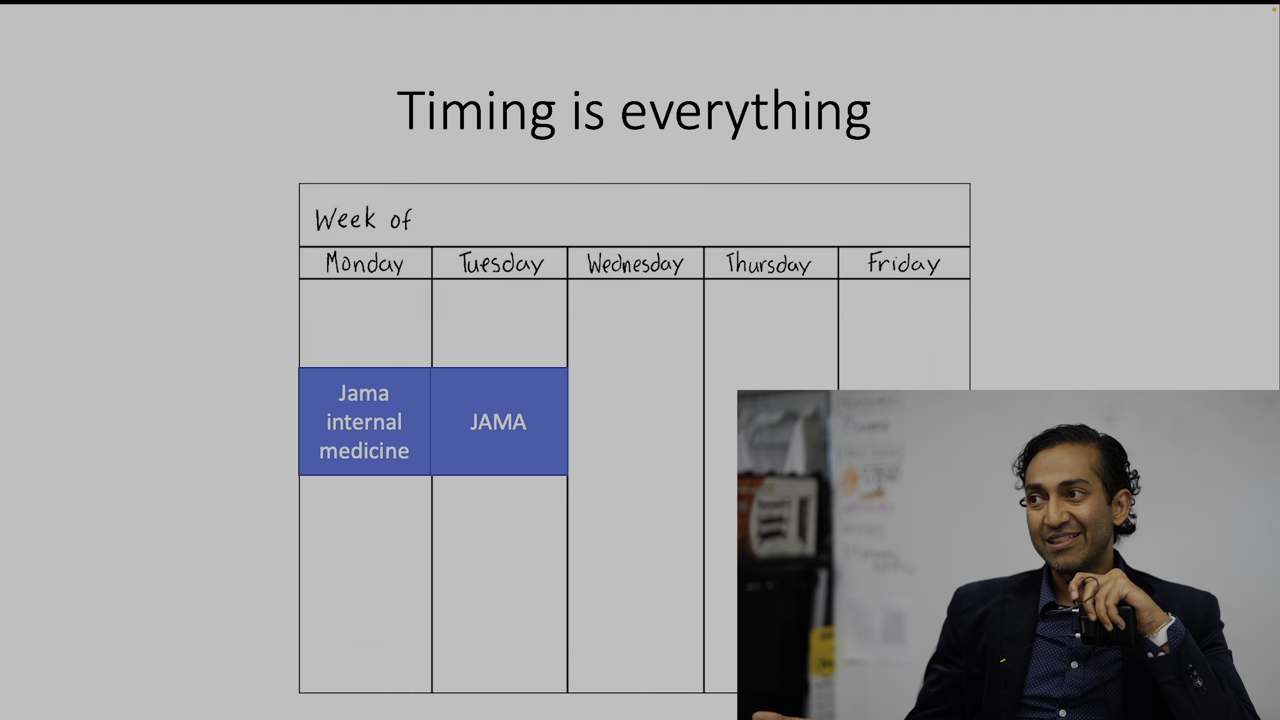 Timing is everything
Week of
Monday Tuesday Wednesday Thursday Friday
Jama
internal
medicine
JAMA